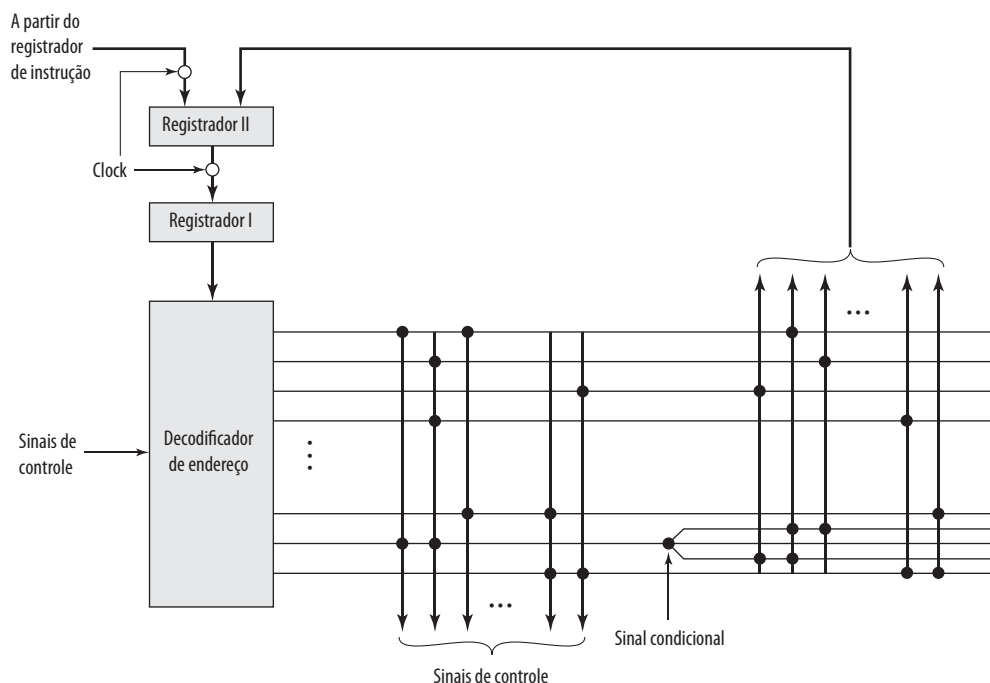 A partir do
registrador
de instrução
Registrador II
Clock
Registrador I
...
...
Sinais de
controle
Decodificador
de endereço
...
Sinal condicional
Sinais de controle